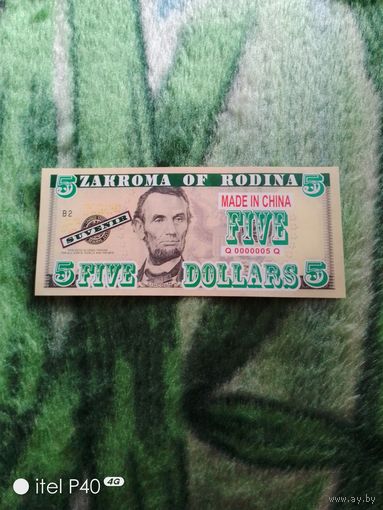 5 ZAKROMA OF RODINA 5
MADE IN CHINA
B2
SUVENIR
FIVE
Q 0000005 Q
5 FIVE DOLLARS 5
itel P40 4G
www.ay.by